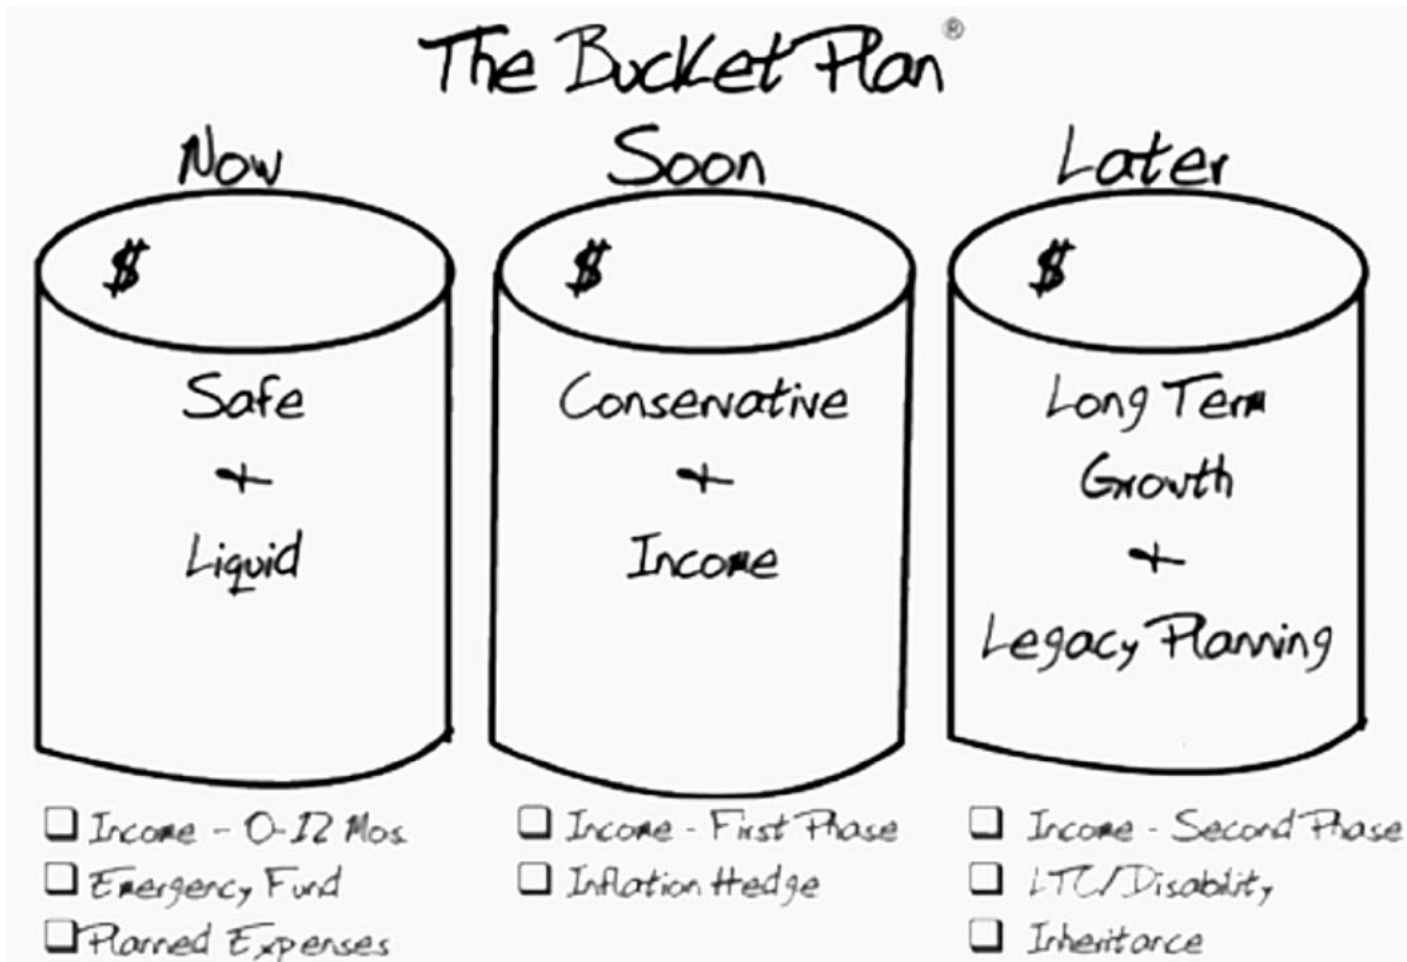 The Bucket Plan®
Now
$
Safe
+
Liquid
Income - 0-12 Mos.
Emergency Fund
Planned Expenses
Soon
$
Conservative
+
Income
Income - First Phase
Inflation Hedge
Later
$
Long Term
Growth
+
Legacy Planning
Income - Second Phase
LTC/Disability
Inheritance